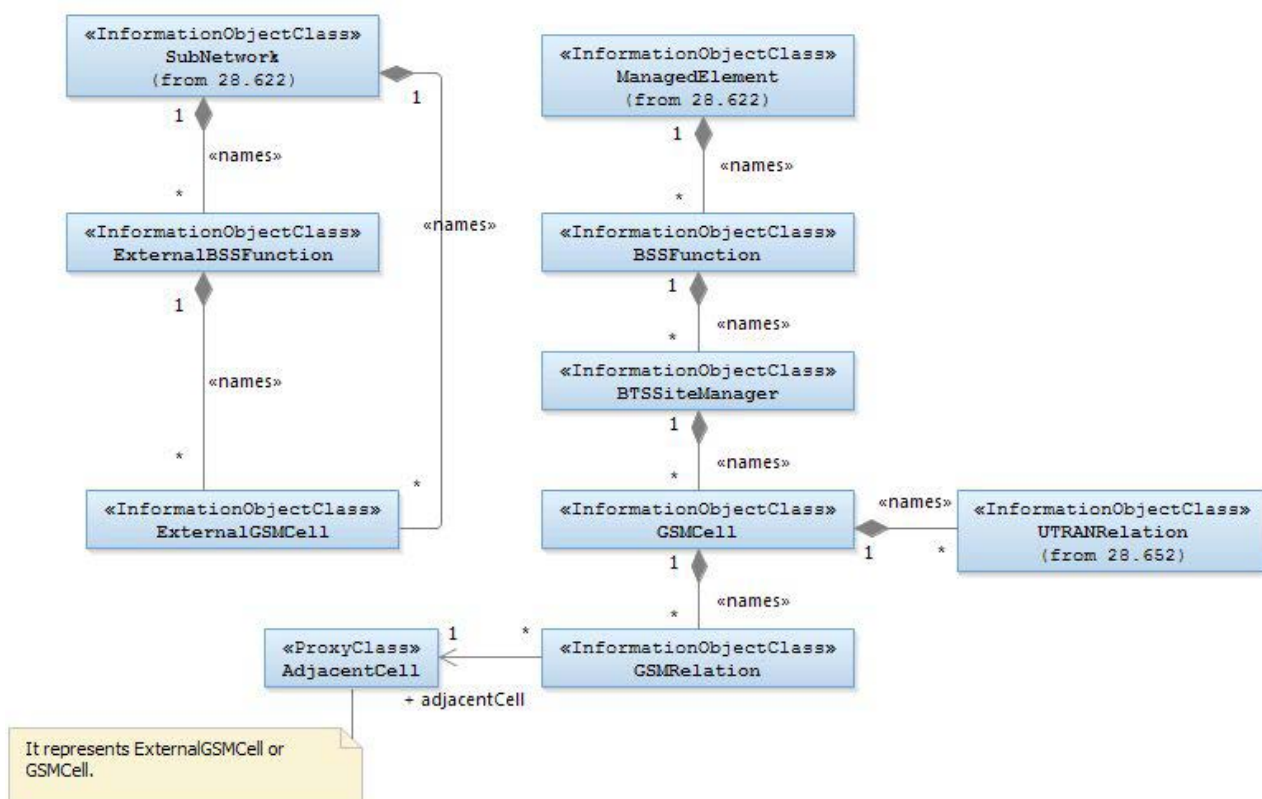 «InformationObjectClass»
SubNetwork
(from 28.622)
1
1
«names»
*
«names»
«InformationObjectClass»
ExternalBSSFunction
1
«names»
*
*
«InformationObjectClass»
ExternalGSMCell
«InformationObjectClass»
ManagedElement
(from 28.622)
1
«names»
*
«InformationObjectClass»
BSSFunction
1
«names»
*
«InformationObjectClass»
BTSSiteManager
1
«names»
*
«InformationObjectClass»
GSMCell
«names»
1
*
«InformationObjectClass»
UTRANRelation
(from 28.652)
1
«names»
*
«InformationObjectClass»
GSMRelation
*
1
+ adjacentCell
«ProxyClass»
AdjacentCell
It represents ExternalGSMCell or
GSMCell.